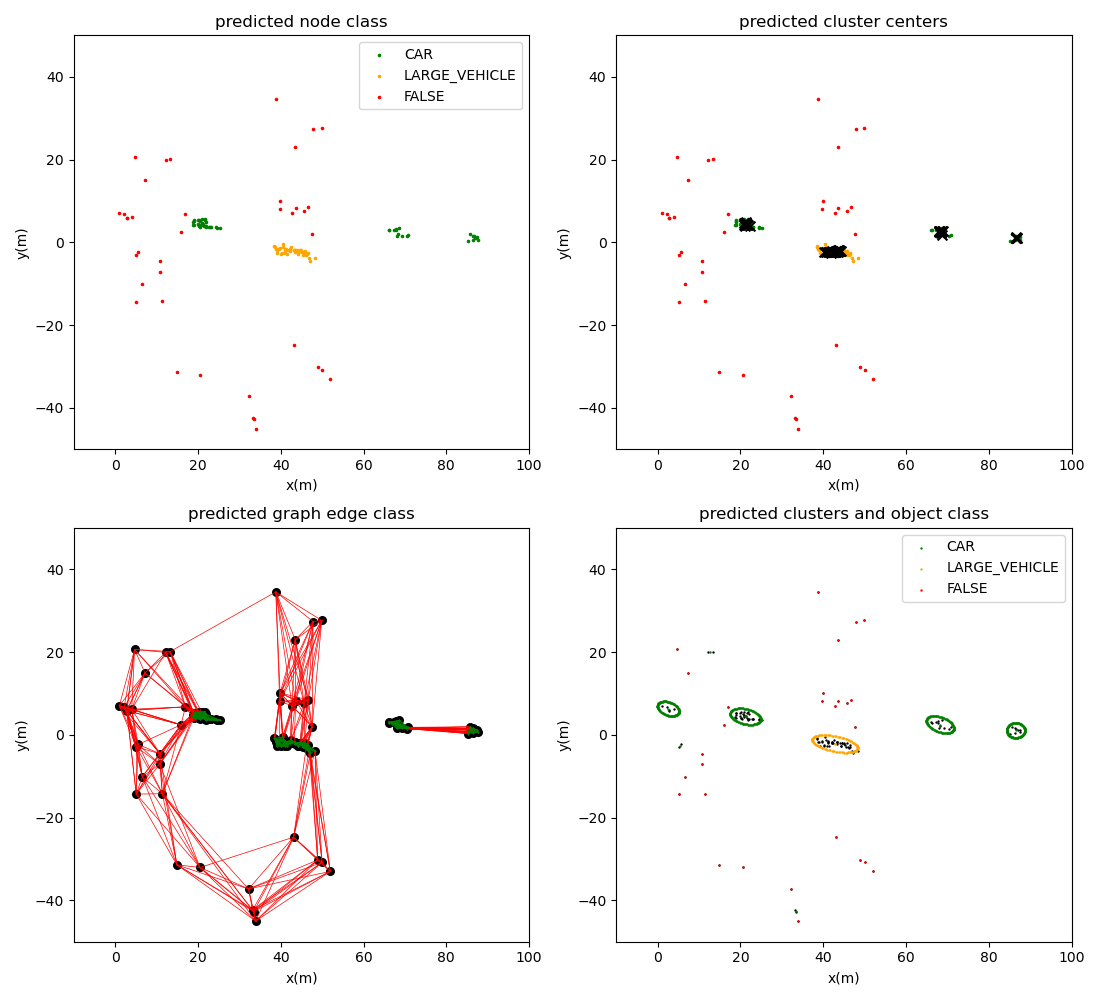 predicted node class
CAR
LARGE_VEHICLE
FALSE
40
20
0
−20
−40
y(m)
0 20 40 60 80 100
x(m)
predicted cluster centers
40
20
0
−20
−40
y(m)
0 20 40 60 80 100
x(m)
predicted graph edge class
40
20
0
−20
−40
y(m)
0 20 40 60 80 100
x(m)
predicted clusters and object class
CAR
LARGE_VEHICLE
FALSE
40
20
0
−20
−40
y(m)
0 20 40 60 80 100
x(m)